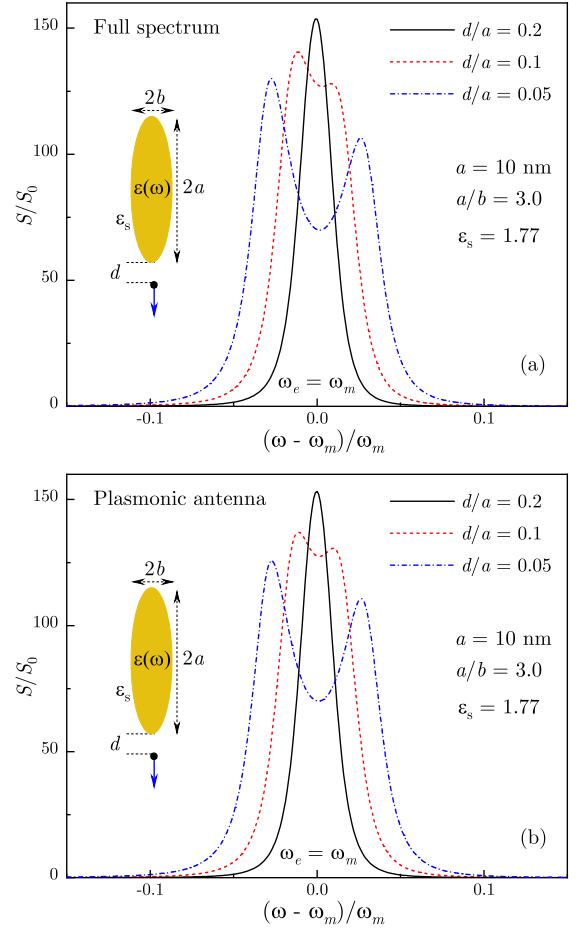 Full spectrum
d/a = 0.2
d/a = 0.1
d/a = 0.05
2b
ε(ω)
2a
εs
d
a = 10 nm
a/b = 3.0
εs = 1.77
(a)
ωe = ωm
S/S0
150
100
50
0
-0.1
0.0
0.1
(ω - ωm)/ωm
Plasmonic antenna
d/a = 0.2
d/a = 0.1
d/a = 0.05
2b
ε(ω)
2a
εs
d
a = 10 nm
a/b = 3.0
εs = 1.77
(b)
ωe = ωm
S/S0
150
100
50
0
-0.1
0.0
0.1
(ω - ωm)/ωm